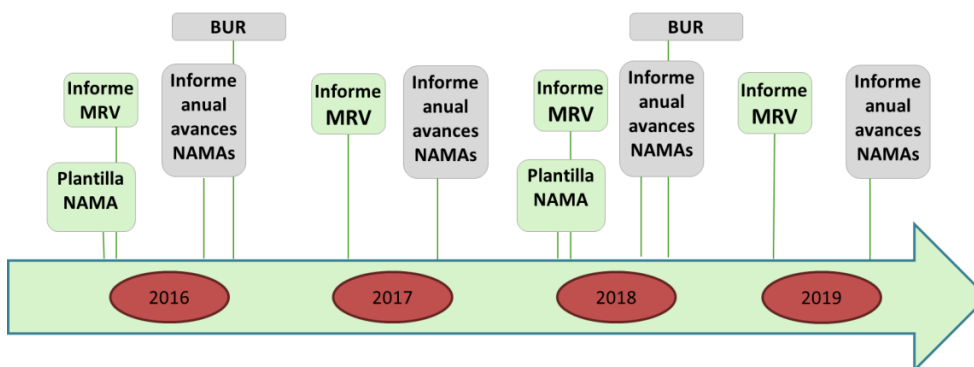 BUR
Informe
MRV
Plantilla
NAMA
Informe
anual
avances
NAMAs
Informe
MRV
Informe
anual
avances
NAMAs
BUR
Informe
MRV
Plantilla
NAMA
Informe
anual
avances
NAMAs
Informe
MRV
Informe
anual
avances
NAMAs
2016
2017
2018
2019